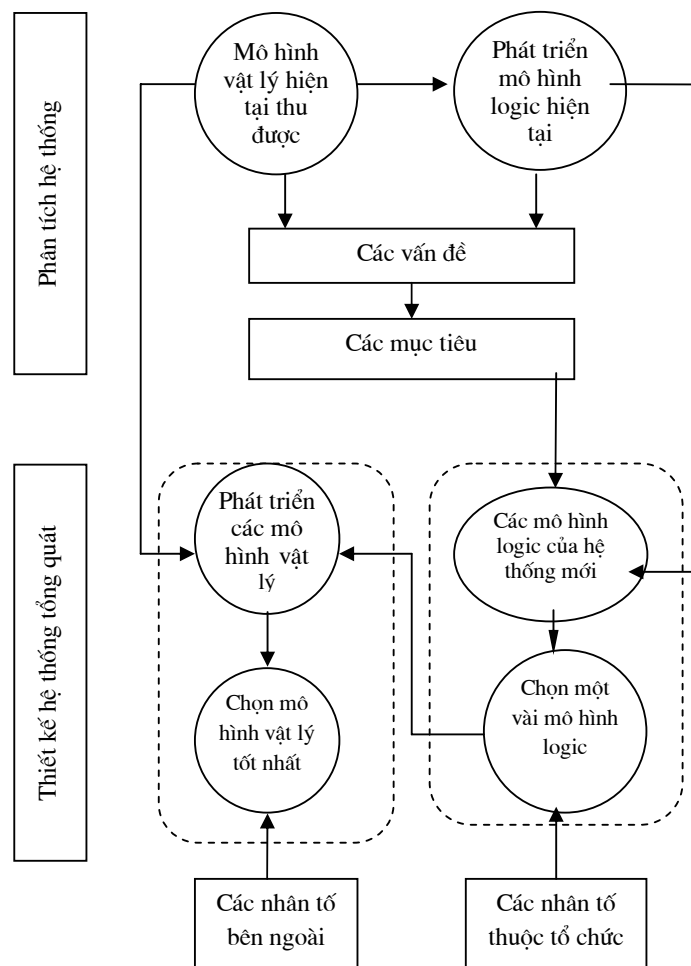 Phân tích hệ thống
Mô hình
vật lý hiện
tại thu
được
Phát triển
mô hình
logic hiện
tại
Các vấn đề
Các mục tiêu
Thiết kế hệ thống tổng quát
Phát triển
các mô
hình vật
lý
Các mô hình
logic của hệ
thống mới
Chọn mô
hình vật lý
tốt nhất
Chọn một
vài mô hình
logic
Các nhân tố
bên ngoài
Các nhân tố
thuộc tổ chức